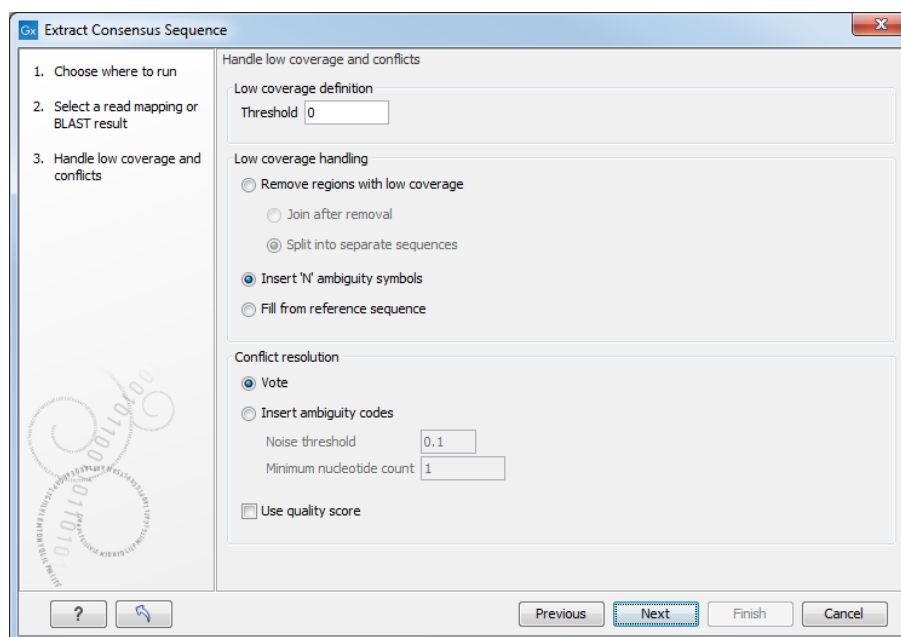 Gx Extract Consensus Sequence
1. Choose where to run
2. Select a read mapping or
BLAST result
3. Handle low coverage and
conflicts
Handle low coverage and conflicts
Low coverage definition
Threshold 0
Low coverage handling
Remove regions with low coverage
Join after removal
Split into separate sequences
Insert 'N' ambiguity symbols
Fill from reference sequence
Conflict resolution
Vote
Insert ambiguity codes
Noise threshold 0.1
Minimum nucleotide count 1
Use quality score
? Previous Next Finish Cancel